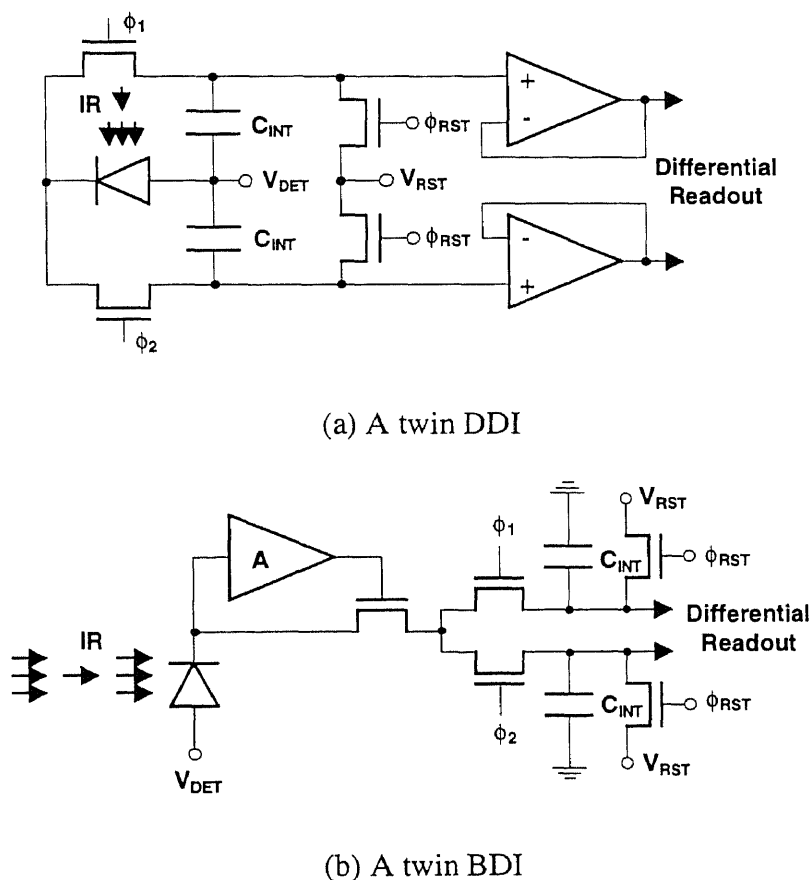 ϕ1
IR
CINT
ϕRST
+
-
VDET
VRST
Differential
Readout
CINT
ϕRST
-
+
ϕ2
(a) A twin DDI
VRST
ϕ1
A
CINT
ϕRST
IR
Differential
Readout
CINT
ϕRST
ϕ2
VDET
VRST
(b) A twin BDI